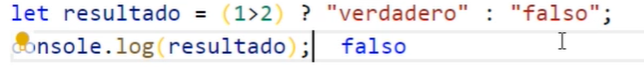 let resultado = (1>2) ? "verdadero" : "falso";
console.log(resultado);  falso